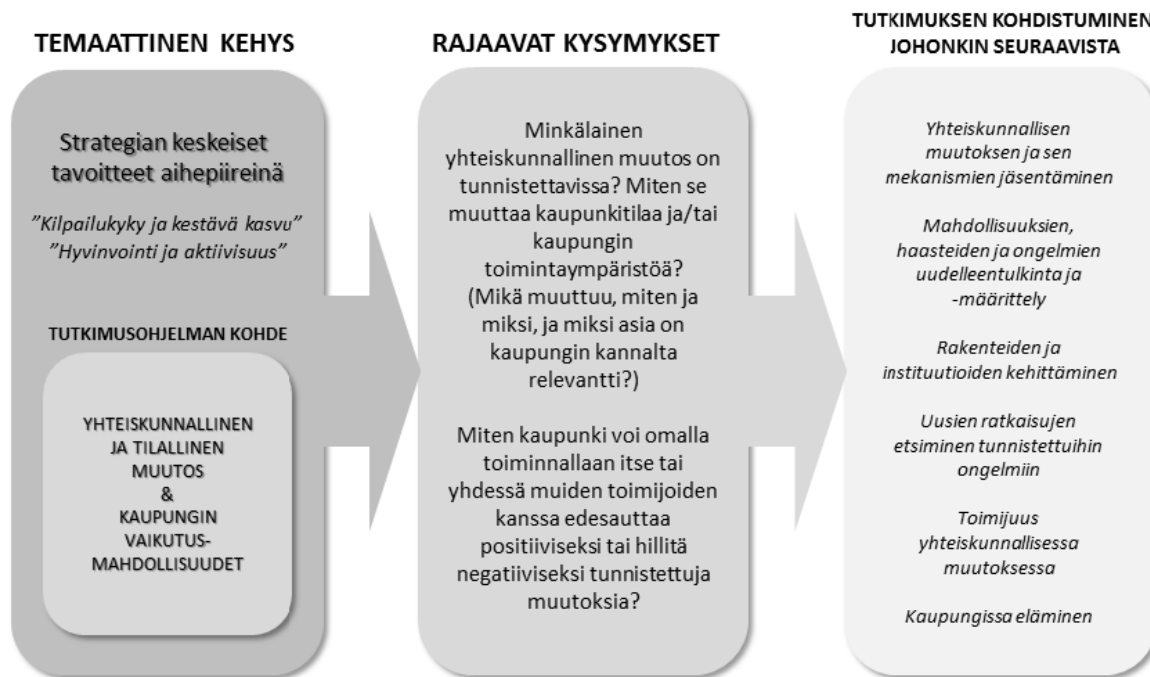 TEMAATTINEN KEHYS
Strategian keskeiset
tavoitteet aihepiireinä
”Kilpailukyky ja kestävä kasvu”
”Hyvinvointi ja aktiivisuus”
TUTKIMUSOHJELMAN KOHDE
YHTEISKUNNALLINEN
JA TILALLINEN
MUUTOS
&
KAUPUNGIN
VAIKUTUS-
MAHDOLLISUUDET
RAJAAVAT KYSYMYKSET
Minkälainen
yhteiskunnallinen muutos on
tunnistettavissa? Miten se
muuttaa kaupunkitilaa ja/tai
kaupungin
toimintaympäristöä?
(Mikä muuttuu, miten ja
miksi, ja miksi asia on
kaupungin kannalta
relevantti?)
Miten kaupunki voi omalla
toiminnallaan itse tai
yhdessä muiden toimijoiden
kanssa edesauttaa
positiiviseksi tai hillitä
negatiiviseksi tunnistettuja
muutoksia?
TUTKIMUKSEN KOHDISTUMINEN
JOHONKIN SEURAAVISTA
Yhteiskunnallisen
muutoksen ja sen
mekanismien jäsentäminen
Mahdollisuuksien,
haasteiden ja ongelmien
uudelleentulkinta ja
-määrittely
Rakenteiden ja
instituutioiden kehittäminen
Uusien ratkaisujen
etsiminen tunnistettuihin
ongelmiin
Toimijuus
yhteiskunnallisessa
muutoksessa
Kaupungissa eläminen